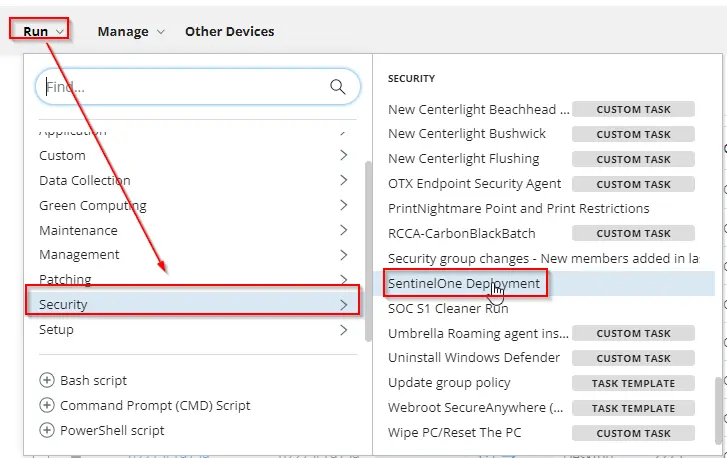 Run Manage Other Devices
Find...
Application
Custom
Data Collection
Green Computing
Maintenance
Management
Patching
Security
Setup
Bash script
Command Prompt (CMD) Script
PowerShell script
SECURITY
New Centerlight Beachhead ... CUSTOM TASK
New Centerlight Bushwick CUSTOM TASK
New Centerlight Flushing CUSTOM TASK
OTX Endpoint Security Agent CUSTOM TASK
PrintNightmare Point and Print Restrictions
RCCA-CarbonBlackBatch CUSTOM TASK
Security group changes - New members added in las
SentinelOne Deployment
SOC S1 Cleaner Run
Umbrella Roaming agent ins... CUSTOM TASK
Uninstall Windows Defender CUSTOM TASK
Update group policy TASK TEMPLATE
Webroot SecureAnywhere (... TASK TEMPLATE
Wipe PC/Reset The PC CUSTOM TASK